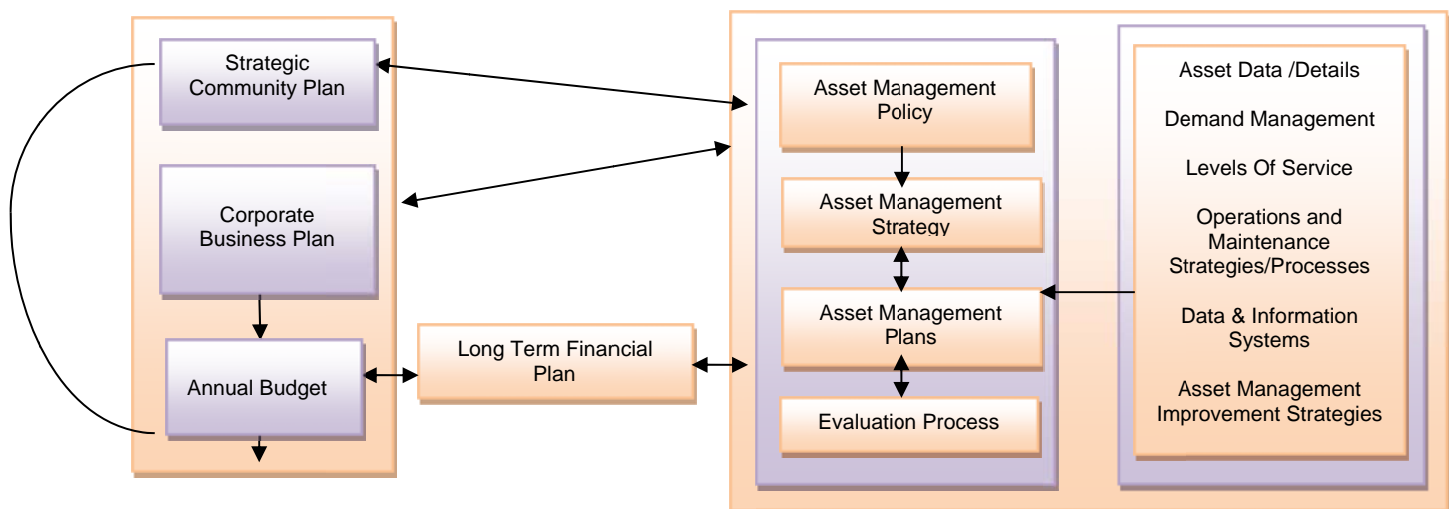 Strategic
Community Plan
Corporate
Business Plan
Annual Budget
Long Term Financial
Plan
Asset Management
Policy
Asset Management
Strategy
Asset Management
Plans
Evaluation Process
Asset Data /Details
Demand Management
Levels Of Service
Operations and
Maintenance
Strategies/Processes
Data & Information
Systems
Asset Management
Improvement Strategies